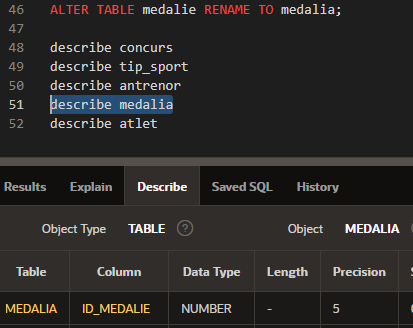 46 ALTER TABLE medalie RENAME TO medalia;
47
48 describe concurs
49 describe tip_sport
50 describe antrenor
51 describe medalia
52 describe atlet
Results Explain Describe Saved SQL History
Object Type TABLE ? Object MEDALIA
Table Column Data Type Length Precision
MEDALIA ID_MEDALIE NUMBER - 5